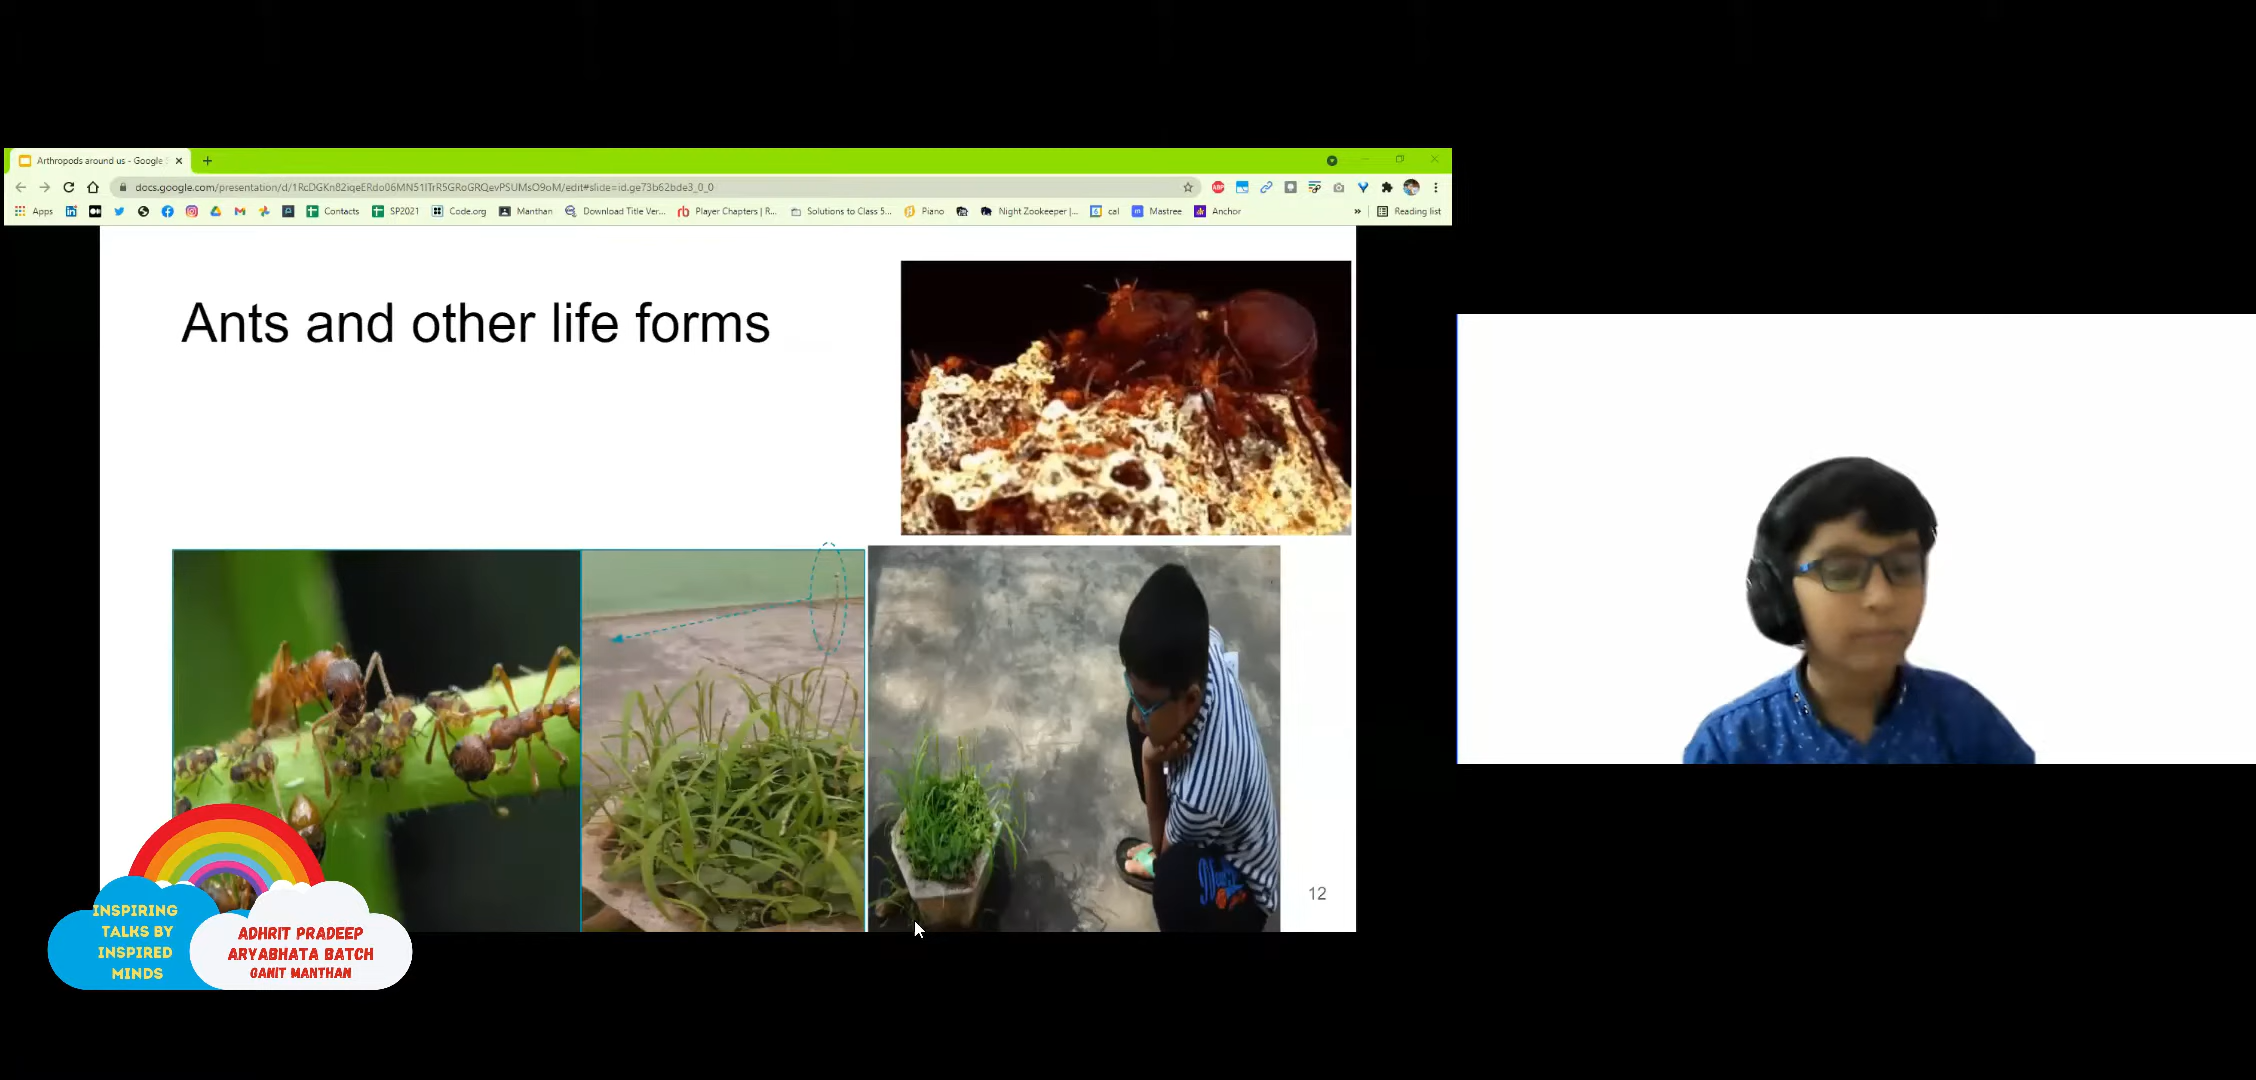 Arthropods around us - Google
docs.google.com/presentation/d/1RcDGKn82iqeERdo06MN51ITrR5GRoGRQevPSUMsO9oM/edit#slide=id.ge73b62bde3_0_0
Apps Contacts SP2021 Code.org Manthan Download Title Ver... Player Chapters | R... Solutions to Class 5... Piano Night Zookeeper |... cal Mastree Anchor » Reading list
Ants and other life forms
12
INSPIRING
TALKS BY
INSPIRED
MINDS
ADHRIT PRADEEP
ARYABHATA BATCH
GANIT MANTHAN